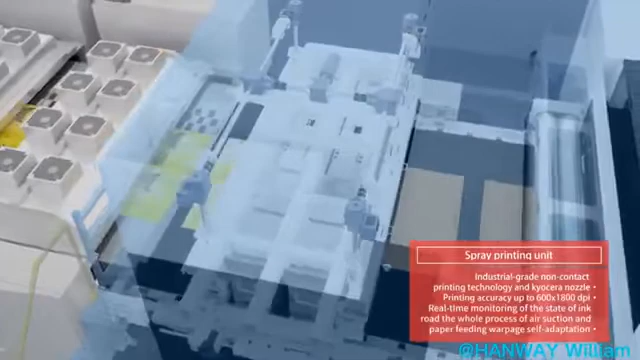 Spray printing unit
Industrial-grade non-contact
printing technology and kyocera nozzle •
Printing accuracy up to 600x1800 dpi •
Real-time monitoring of the state of ink
road the whole process of air suction and
paper feeding warpage self-adaptation •
@HANWAY William